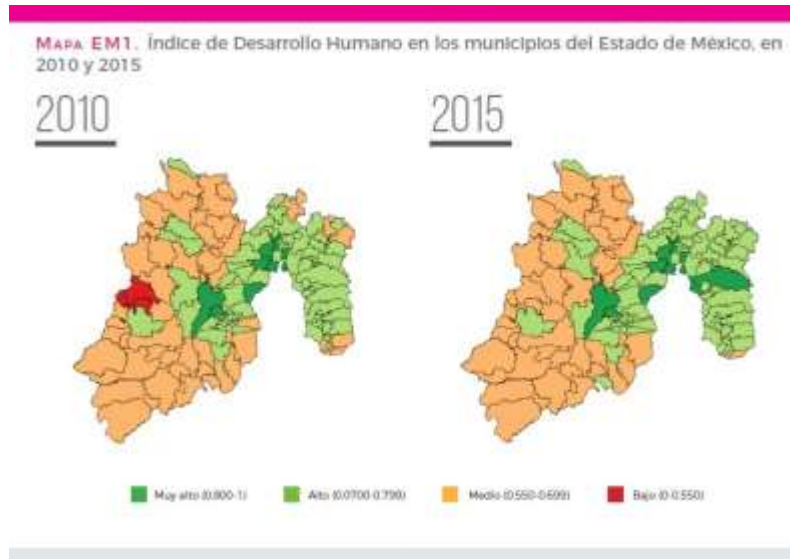 MAPA EM1. Índice de Desarrollo Humano en los municipios del Estado de México, en
2010 y 2015
2010
2015
Muy alto (0.800-1)
Alto (0.0700-0.799)
Medio (0.550-0.699)
Bajo (0-0.550)